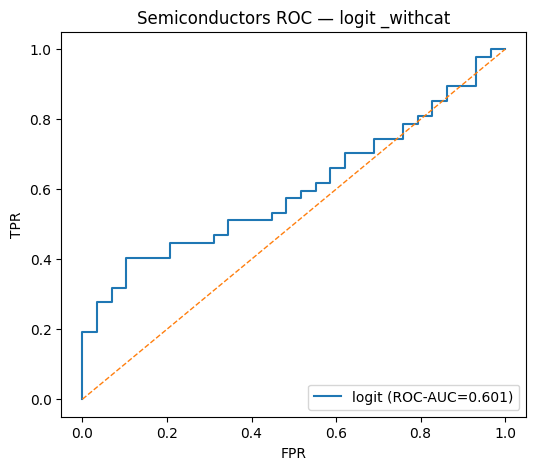 Semiconductors ROC — logit _withcat
TPR
1.0
0.8
0.6
0.4
0.2
0.0
logit (ROC-AUC=0.601)
0.0 0.2 0.4 0.6 0.8 1.0
FPR